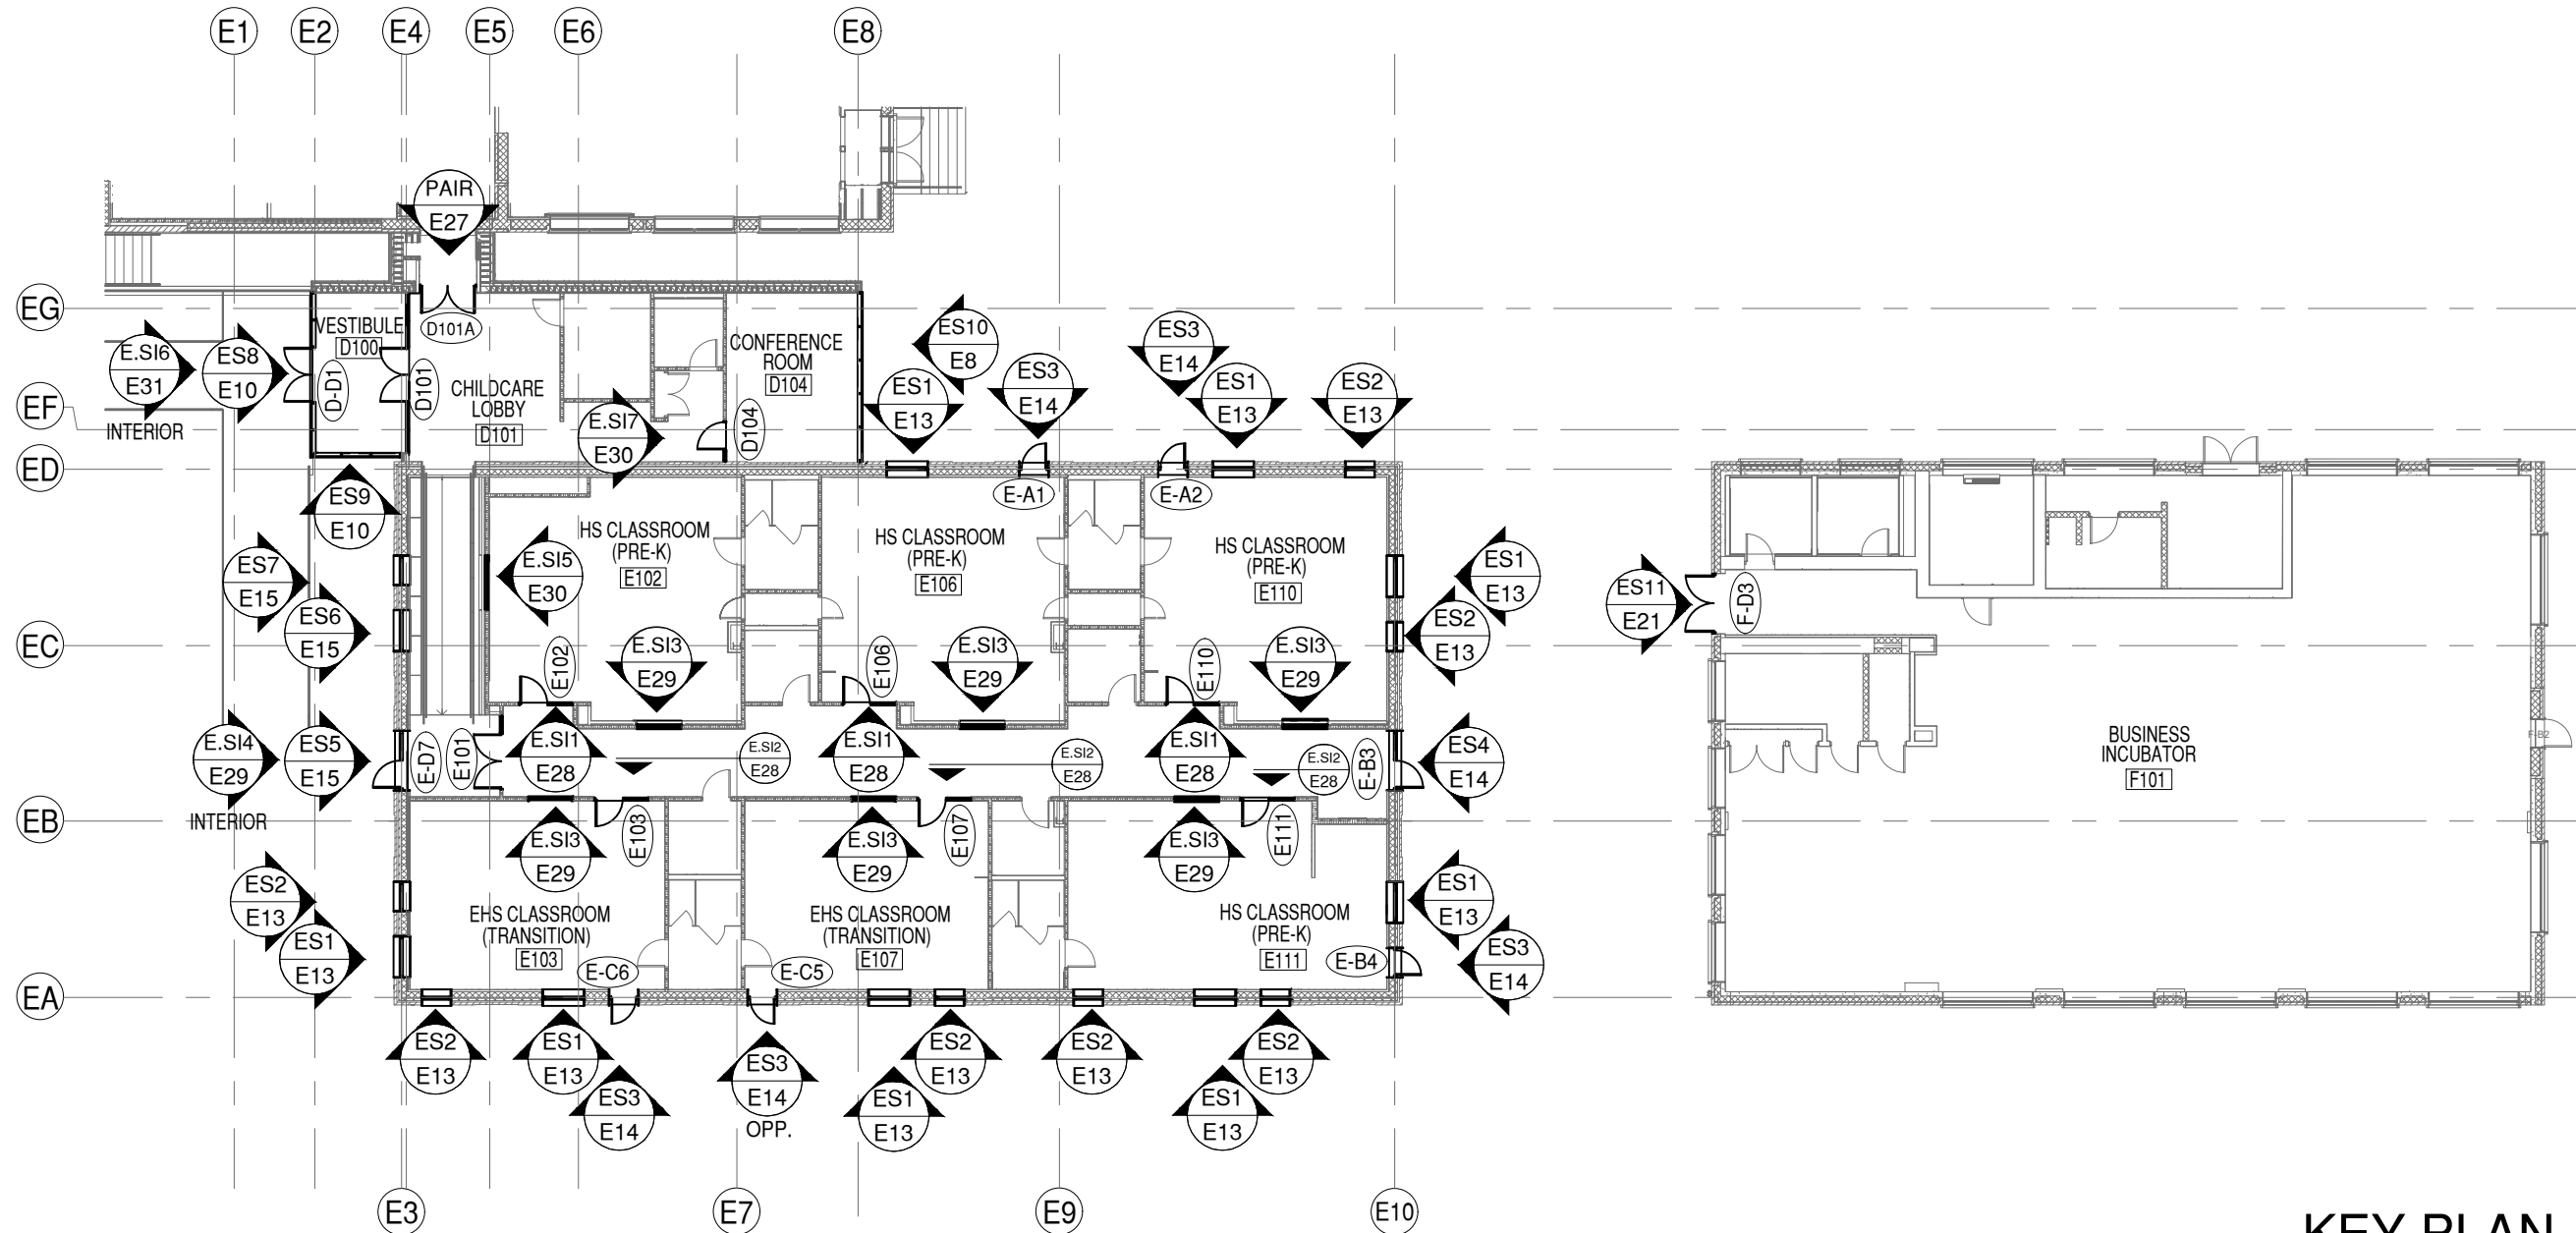 E1
E2
E4
E5
E6
E8
PAIR
E27
EG
EF
ED
EC
EB
EA
VESTIBULE
D100
D101A
E.SI6
E31
INTERIOR
ES8
E10
D-D1
D101
CHILDCARE
LOBBY
D101
CONFERENCE
ROOM
D104
D104
E.SI7
E30
ES10
E8
ES1
E13
ES3
E14
ES3
E14
ES1
E13
ES2
E13
ES9
E10
E-A1
E-A2
HS CLASSROOM
(PRE-K)
E102
HS CLASSROOM
(PRE-K)
E106
HS CLASSROOM
(PRE-K)
E110
ES7
E15
ES6
E15
E.SI5
E30
ES1
E13
ES2
E13
ES11
E21
F-D3
E102
E.SI3
E29
E106
E.SI3
E29
E110
E.SI3
E29
E.SI4
E29
INTERIOR
ES5
E15
E-D7
E101
E.SI1
E28
E.SI2
E28
E.SI1
E28
E.SI2
E28
E.SI1
E28
E.SI2
E28
E-B3
ES4
E14
BUSINESS
INCUBATOR
F101
F-B2
E.SI3
E29
E103
E.SI3
E29
E107
E.SI3
E29
E111
ES2
E13
ES1
E13
EHS CLASSROOM
(TRANSITION)
E103
EHS CLASSROOM
(TRANSITION)
E107
HS CLASSROOM
(PRE-K)
E111
E-C6
E-C5
E-B4
ES1
E13
ES3
E14
ES2
E13
ES1
E13
ES3
E14
ES3
E14
OPP.
ES1
E13
ES2
E13
ES2
E13
ES1
E13
ES2
E13
E3
E7
E9
E10
KEY PLAN